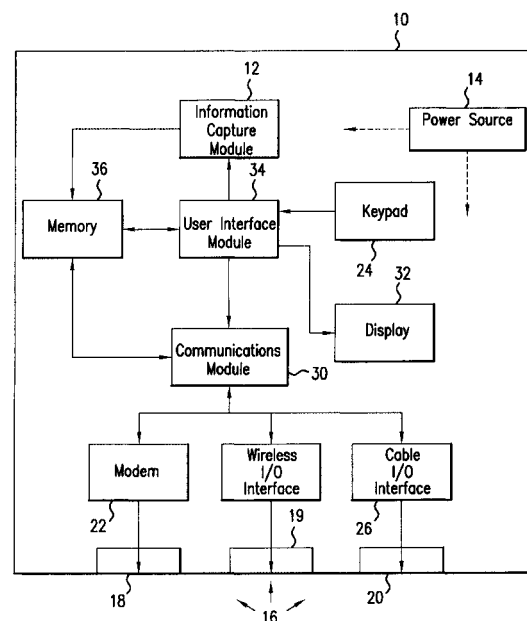 10
12
14
Information
Capture
Module
Power Source
36
34
Memory
User Interface
Module
Keypad
24
32
Display
Communications
Module
30
Modem
Wireless
I/O
Interface
Cable
I/O
Interface
22
19
26
18
16
20